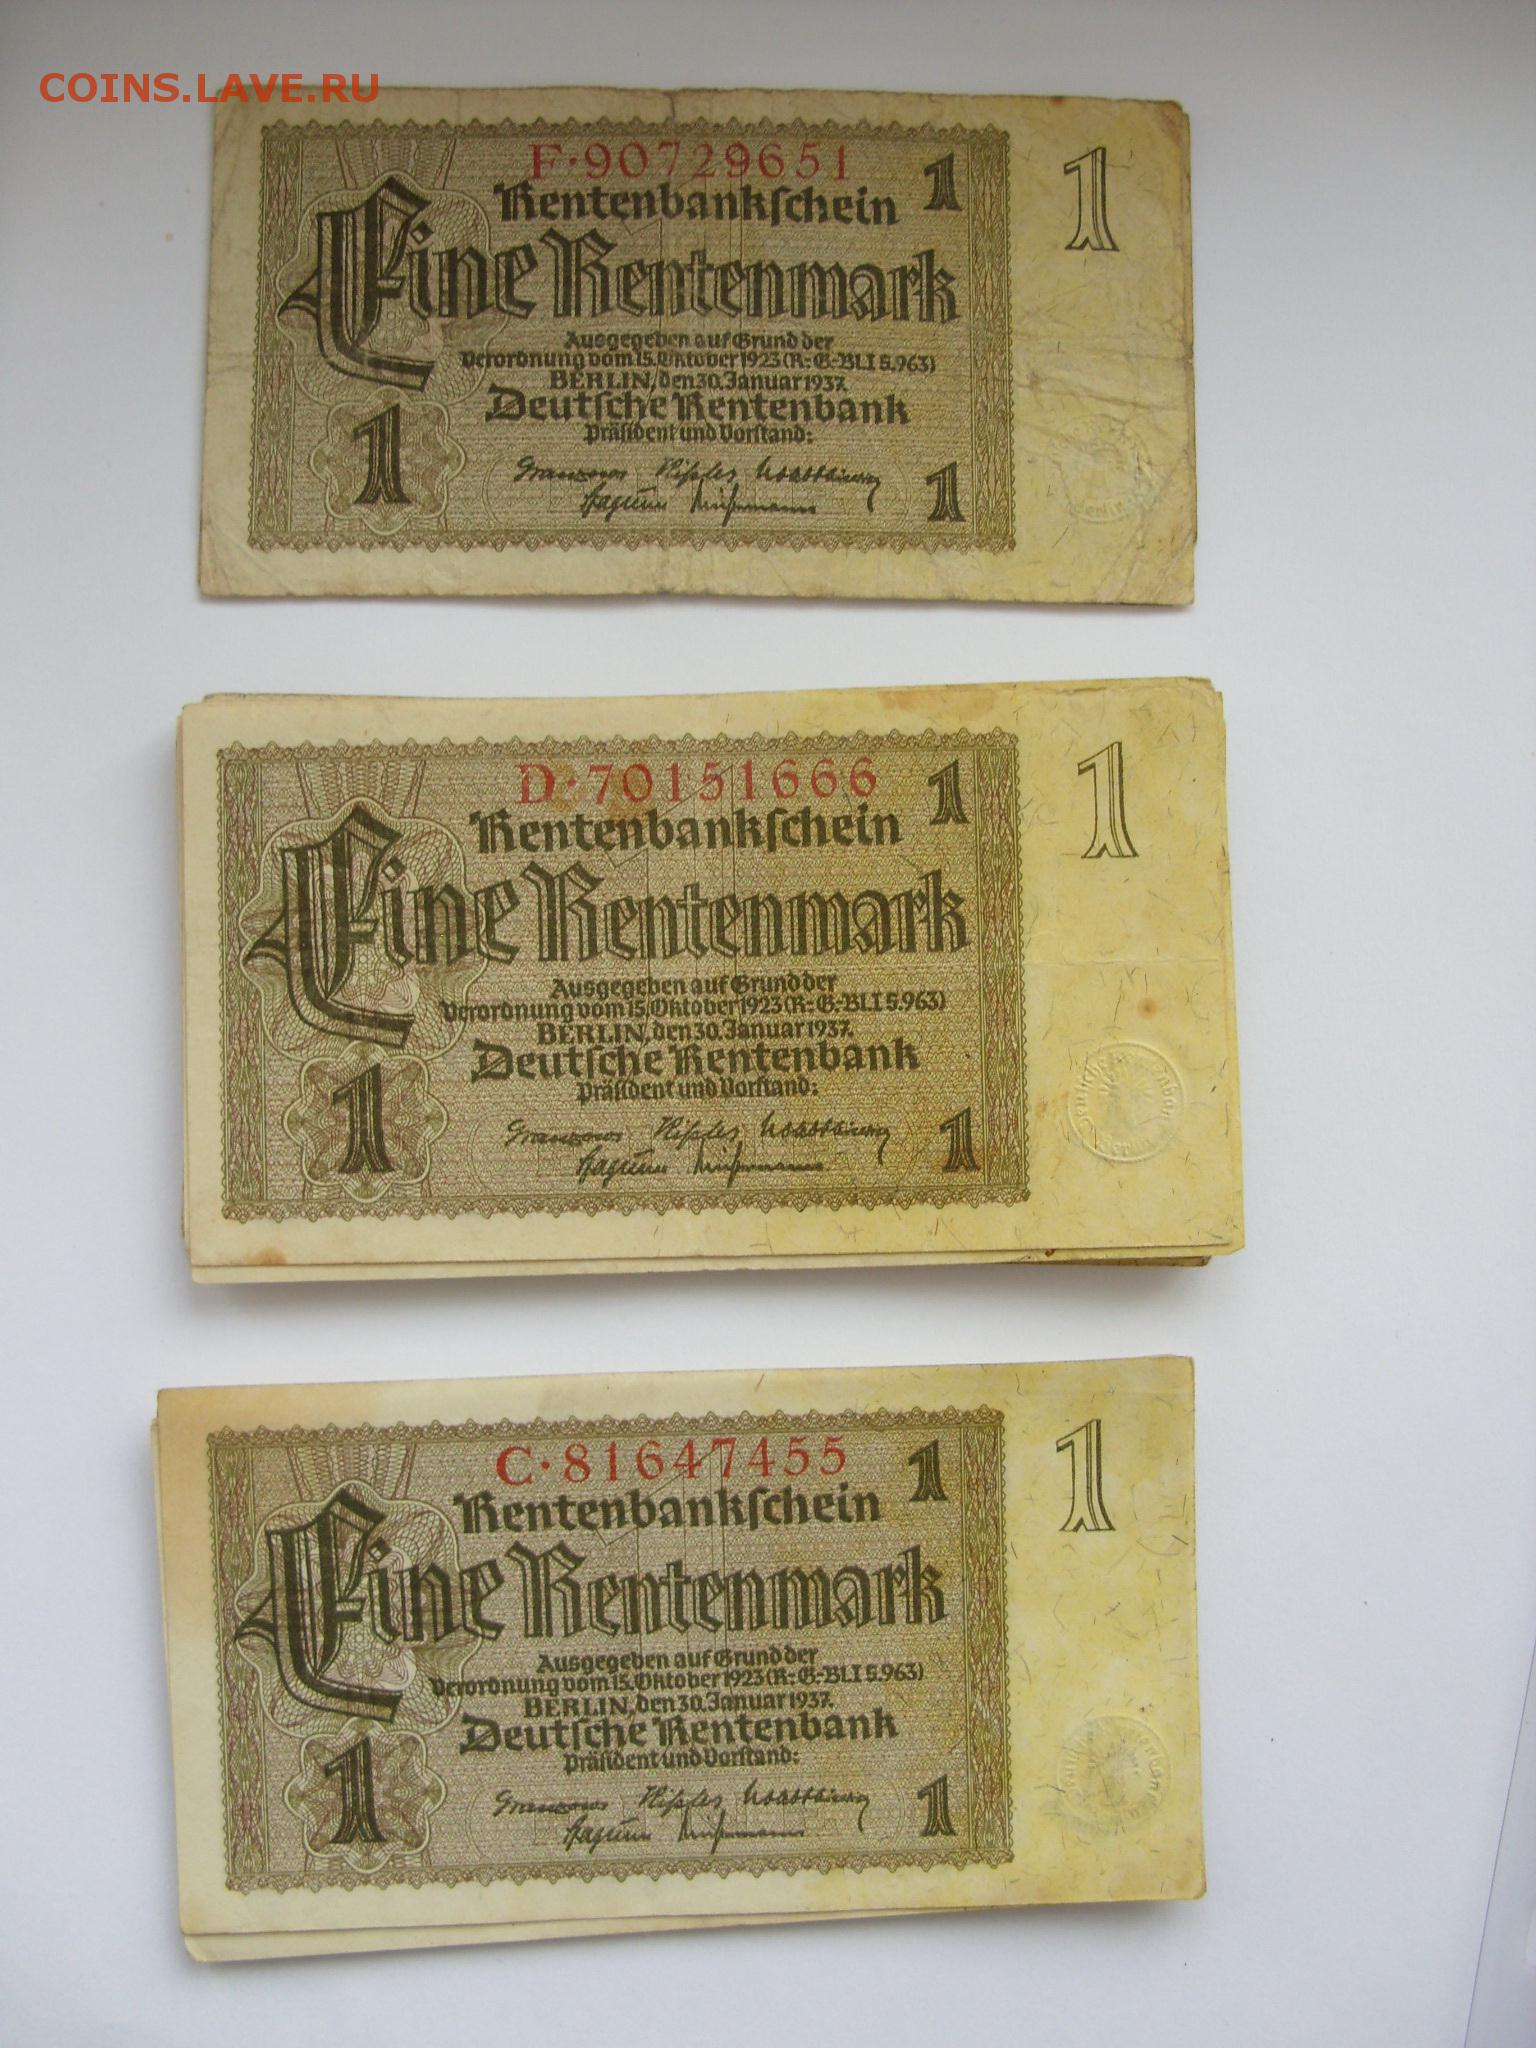 COINS.LAVE.RU
F·90729651
1
1
Rentenbankſchein
Eine Rentenmark
Ausgegeben auf Grund der
Verordnung vom 15. Oktober 1923 (R.-G.-Bl. I S. 963)
BERLIN, den 30. Januar 1937.
Deutſche Rentenbank
Präſident und Vorſtand:
1
1
Berlin
D·70151666
1
1
Rentenbankſchein
Eine Rentenmark
Ausgegeben auf Grund der
Verordnung vom 15. Oktober 1923 (R.-G.-Bl. I S. 963)
BERLIN, den 30. Januar 1937.
Deutſche Rentenbank
Präſident und Vorſtand:
1
1
Berlin
C·81647455
1
1
Rentenbankſchein
Eine Rentenmark
Ausgegeben auf Grund der
Verordnung vom 15. Oktober 1923 (R.-G.-Bl. I S. 963)
BERLIN, den 30. Januar 1937.
Deutſche Rentenbank
Präſident und Vorſtand:
1
1